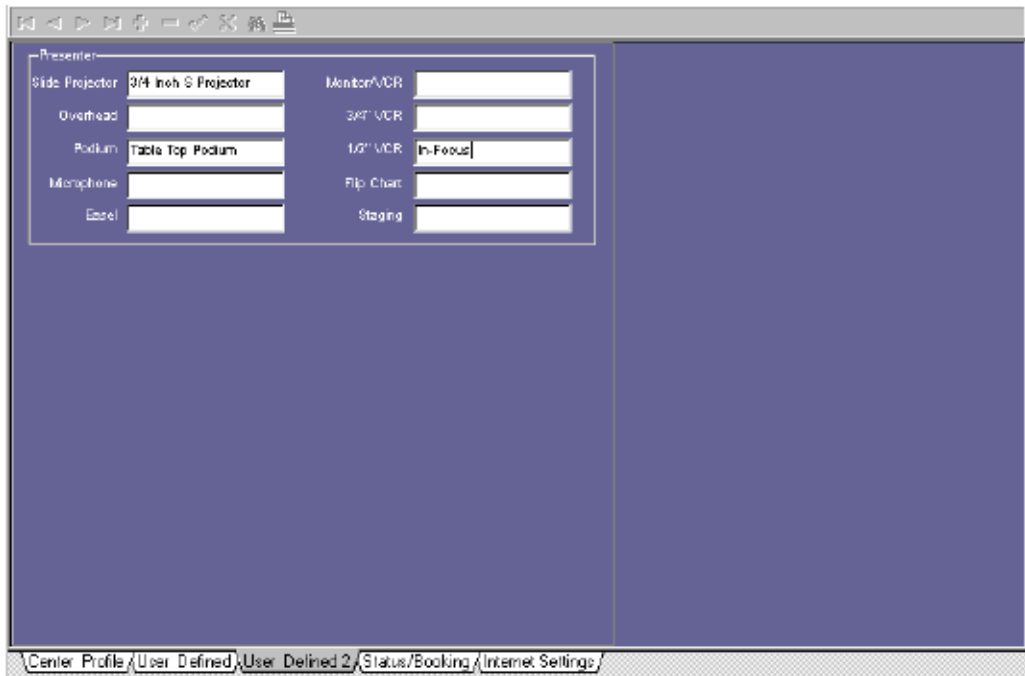 Presenter
Slide Projector 3/4 Inch S Projector Monitor/VCR
Overhead 3/4" VCR
Podium Table Top Podium 1/2" VCR In-Focus
Microphone Flip Chart
Easel Staging
Center Profile User Defined User Defined 2 Status/Booking Internet Settings